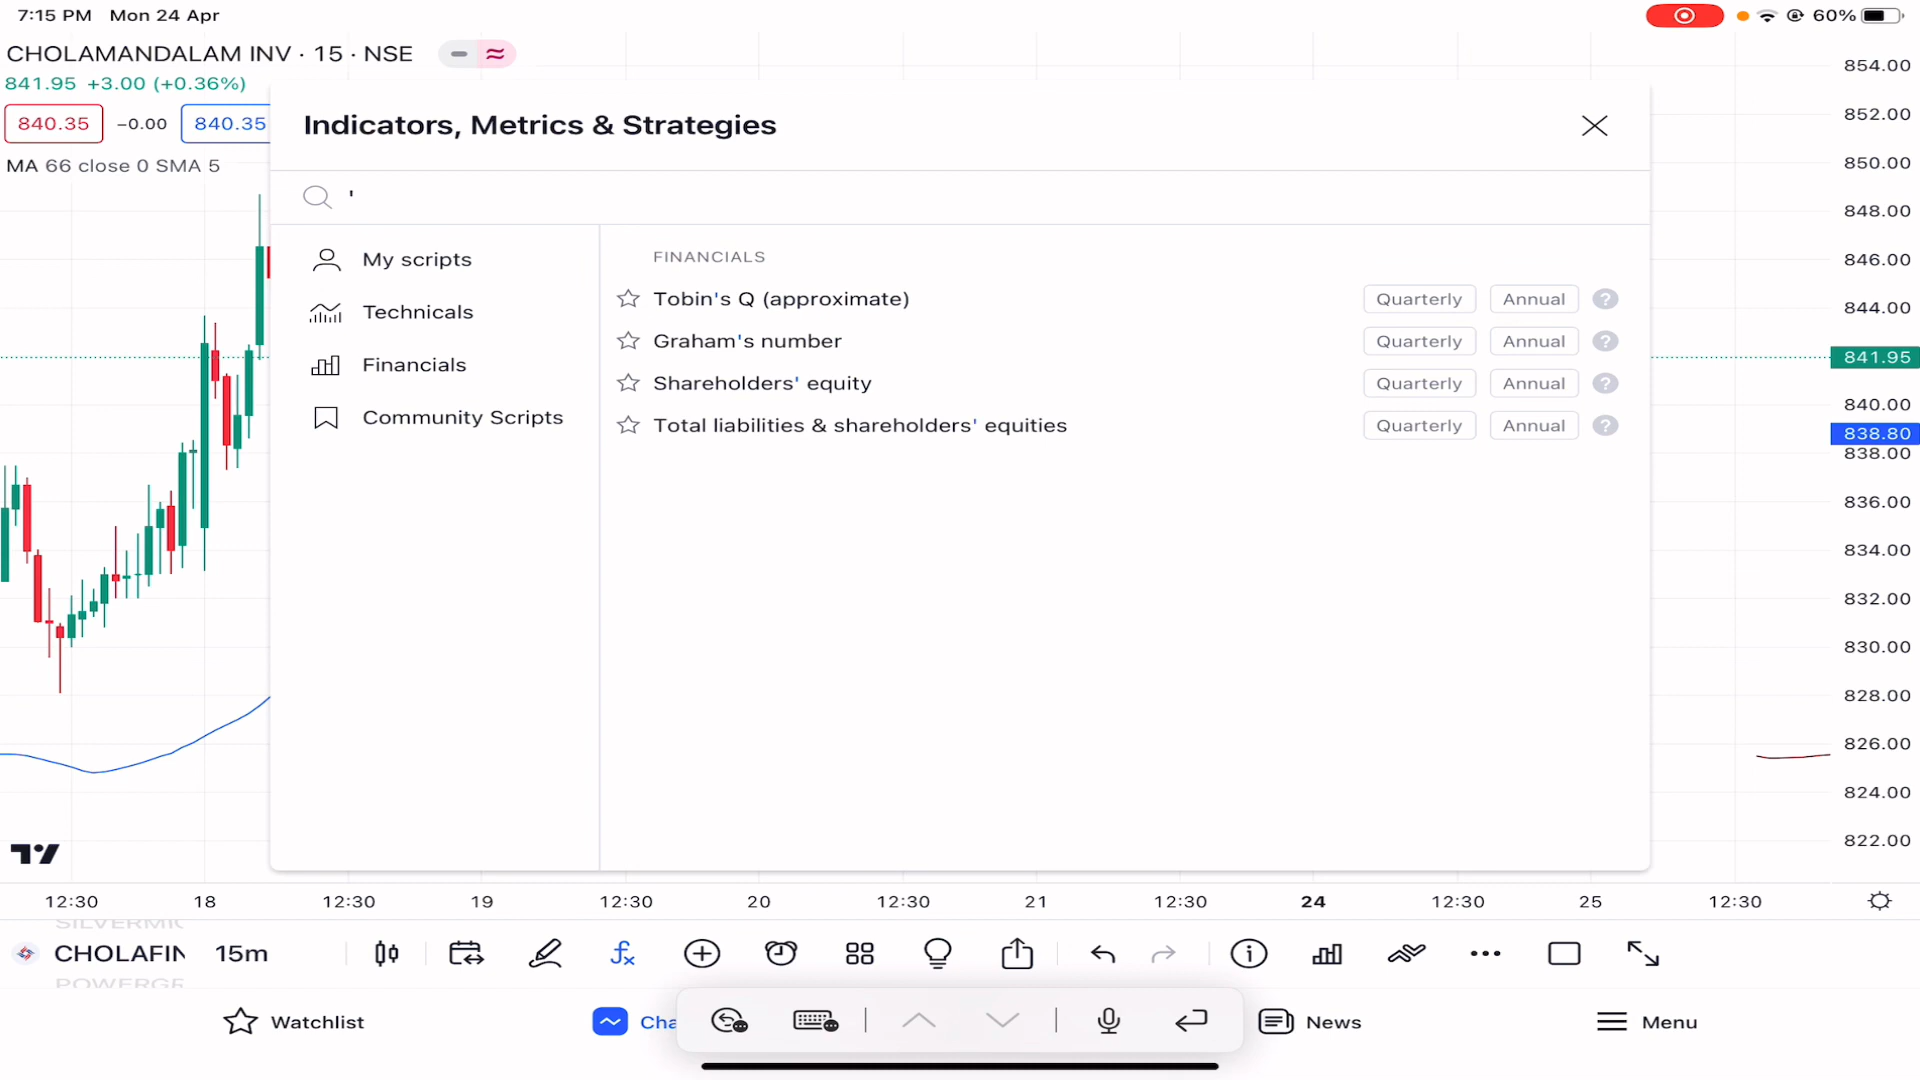 7:15 PM Mon 24 Apr
60%
CHOLAMANDALAM INV · 15 · NSE
841.95 +3.00 (+0.36%)
840.35 −0.00 840.35
MA 66 close 0 SMA 5
Indicators, Metrics & Strategies
'
My scripts
Technicals
Financials
Community Scripts
FINANCIALS
Tobin's Q (approximate) Quarterly Annual ?
Graham's number Quarterly Annual ?
Shareholders' equity Quarterly Annual ?
Total liabilities & shareholders' equities Quarterly Annual ?
854.00
852.00
850.00
848.00
846.00
844.00
841.95
840.00
838.80
838.00
836.00
834.00
832.00
830.00
828.00
826.00
824.00
822.00
12:30 18 12:30 19 12:30 20 12:30 21 12:30 24 12:30 25 12:30
CHOLAFIN 15m
POWERGR
Watchlist Cha News Menu